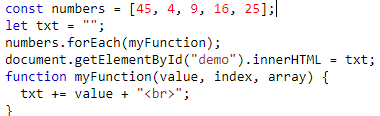 const numbers = [45, 4, 9, 16, 25];
let txt = "";
numbers.forEach(myFunction);
document.getElementById("demo").innerHTML = txt;
function myFunction(value, index, array) {
  txt += value + "<br>";
}